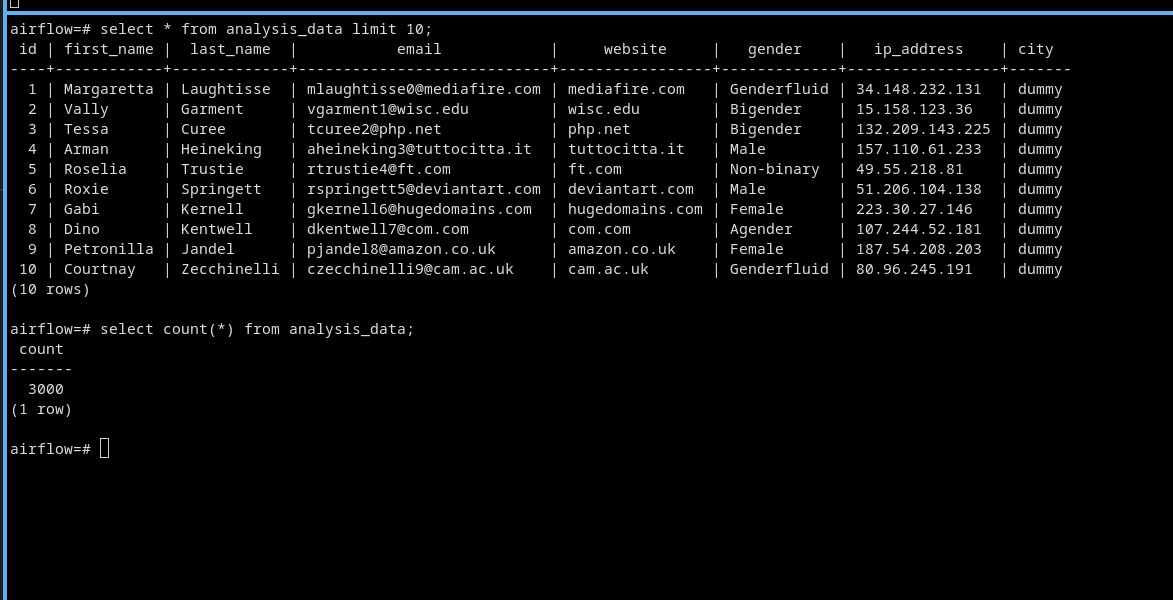 airflow=# select * from analysis_data limit 10;
 id | first_name |  last_name  |           email            |     website     |   gender    |   ip_address    | city
----+------------+-------------+----------------------------+-----------------+-------------+-----------------+-------
  1 | Margaretta | Laughtisse  | mlaughtisse0@mediafire.com | mediafire.com   | Genderfluid | 34.148.232.131  | dummy
  2 | Vally      | Garment     | vgarment1@wisc.edu         | wisc.edu        | Bigender    | 15.158.123.36   | dummy
  3 | Tessa      | Curee       | tcuree2@php.net            | php.net         | Bigender    | 132.209.143.225 | dummy
  4 | Arman      | Heineking   | aheineking3@tuttocitta.it  | tuttocitta.it   | Male        | 157.110.61.233  | dummy
  5 | Roselia    | Trustie     | rtrustie4@ft.com           | ft.com          | Non-binary  | 49.55.218.81    | dummy
  6 | Roxie      | Springett   | rspringett5@deviantart.com | deviantart.com  | Male        | 51.206.104.138  | dummy
  7 | Gabi       | Kernell     | gkernell6@hugedomains.com  | hugedomains.com | Female      | 223.30.27.146   | dummy
  8 | Dino       | Kentwell    | dkentwell7@com.com         | com.com         | Agender     | 107.244.52.181  | dummy
  9 | Petronilla | Jandel      | pjandel8@amazon.co.uk      | amazon.co.uk    | Female      | 187.54.208.203  | dummy
 10 | Courtnay   | Zecchinelli | czecchinelli9@cam.ac.uk    | cam.ac.uk       | Genderfluid | 80.96.245.191   | dummy
(10 rows)

airflow=# select count(*) from analysis_data;
 count
-------
  3000
(1 row)

airflow=#